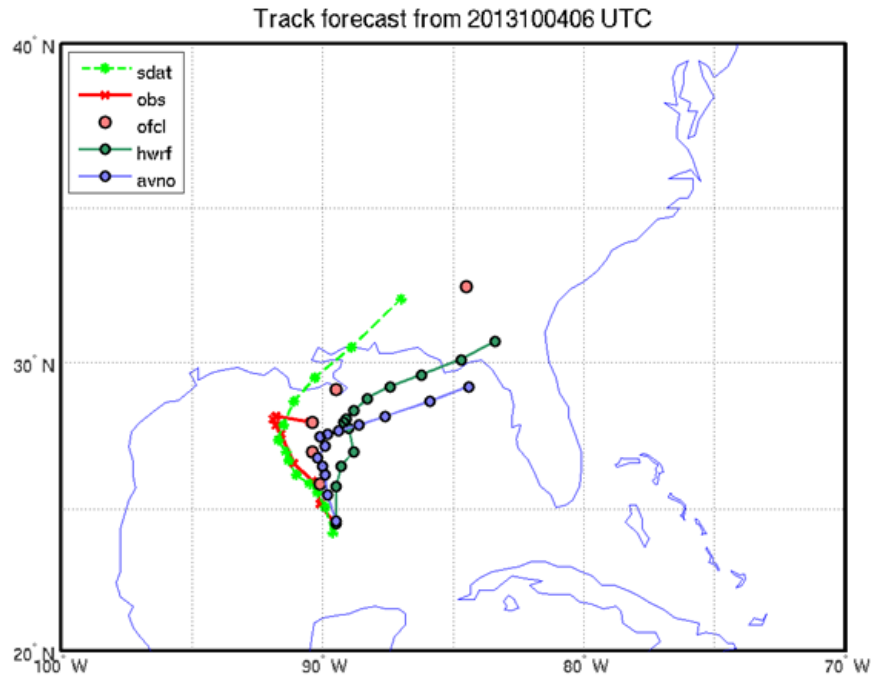 Track forecast from 2013100406 UTC
40° N
sdat
obs
ofcl
hwrf
avno
30° N
20° N
100° W
90° W
80° W
70° W